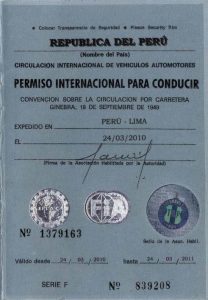 • Colocar Transparencia de Seguridad • Please Security Size
REPUBLICA DEL PERÚ
(Nombre del País)
CIRCULACION INTERNACIONAL DE VEHICULOS AUTOMOTORES
PERMISO INTERNACIONAL PARA CONDUCIR
CONVENCIÓN SOBRE LA CIRCULACION POR CARRETERA
GINEBRA, 19 DE SEPTIEMBRE DE 1949
EXPEDIDO EN PERÚ - LIMA
EL 24/03/2010
(Firma de la Asociación Habilitada por la Autoridad)
Nº 1379163
Sello de la Asoc. Habil.
Válido desde 24 / 03 / 2010 hasta 24 / 03 / 2011
SERIE F Nº 839208